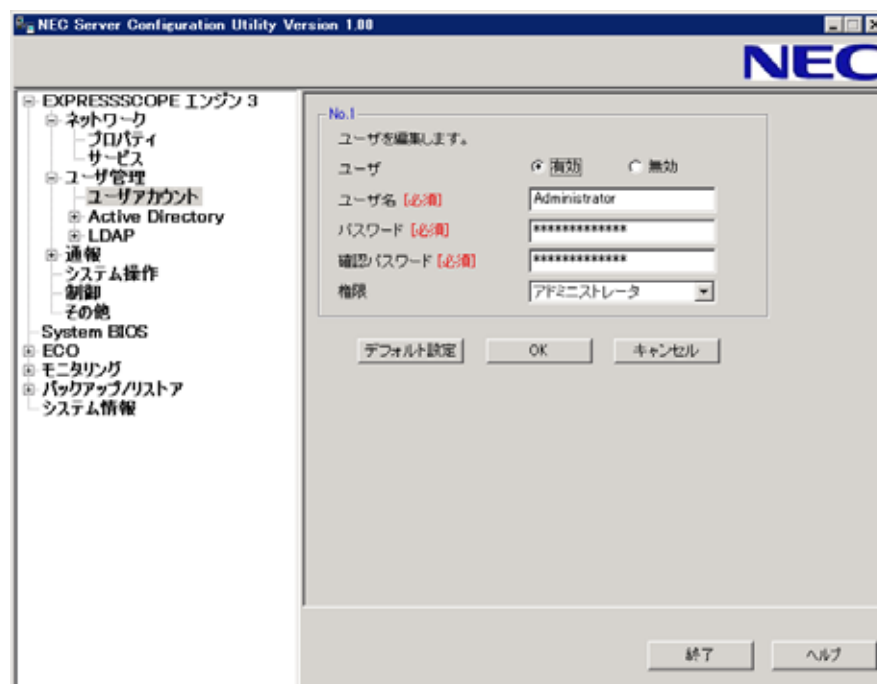 NEC Server Configuration Utility Version 1.00
NEC
EXPRESSSCOPE エンジン 3
ネットワーク
プロパティ
サービス
ユーザ管理
ユーザアカウント
Active Directory
LDAP
通報
システム操作
制御
その他
System BIOS
ECO
モニタリング
バックアップ/リストア
システム情報
No.1
ユーザを編集します。
ユーザ 有効 無効
ユーザ名 [必須] Administrator
パスワード [必須] *************
確認パスワード [必須] *************
権限 アドミニストレータ
デフォルト設定 OK キャンセル
終了 ヘルプ